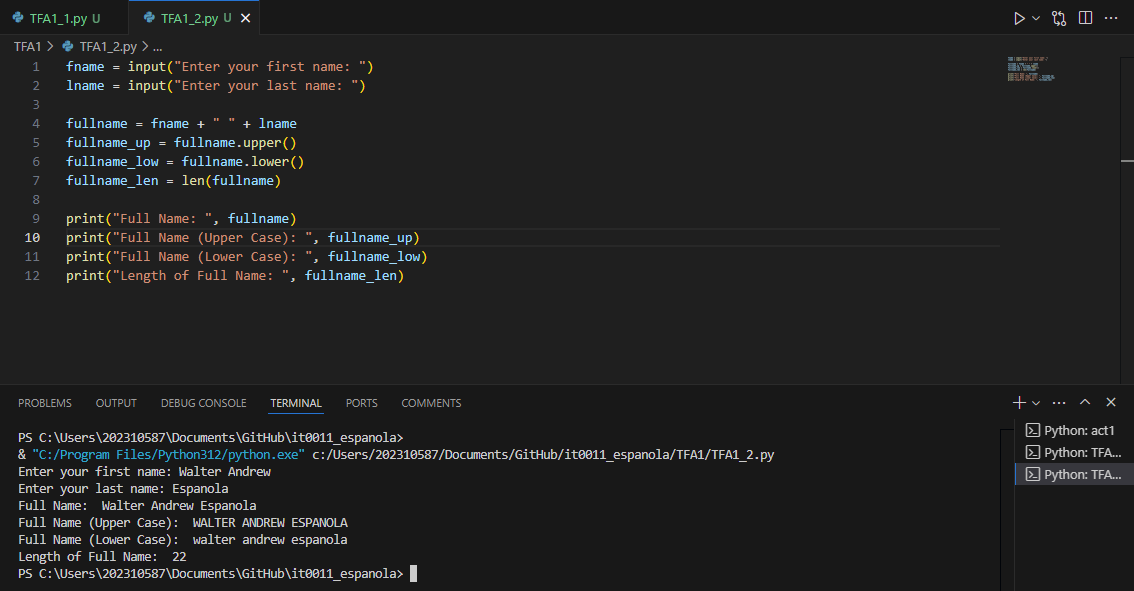 TFA1_1.py U TFA1_2.py U
TFA1 > TFA1_2.py > ...
1 fname = input("Enter your first name: ")
2 lname = input("Enter your last name: ")
3
4 fullname = fname + " " + lname
5 fullname_up = fullname.upper()
6 fullname_low = fullname.lower()
7 fullname_len = len(fullname)
8
9 print("Full Name: ", fullname)
10 print("Full Name (Upper Case): ", fullname_up)
11 print("Full Name (Lower Case): ", fullname_low)
12 print("Length of Full Name: ", fullname_len)
PROBLEMS OUTPUT DEBUG CONSOLE TERMINAL PORTS COMMENTS
PS C:\Users\202310587\Documents\GitHub\it0011_espanola>
& "C:/Program Files/Python312/python.exe" c:/Users/202310587/Documents/GitHub/it0011_espanola/TFA1/TFA1_2.py
Enter your first name: Walter Andrew
Enter your last name: Espanola
Full Name:  Walter Andrew Espanola
Full Name (Upper Case):  WALTER ANDREW ESPANOLA
Full Name (Lower Case):  walter andrew espanola
Length of Full Name:  22
PS C:\Users\202310587\Documents\GitHub\it0011_espanola>
Python: act1
Python: TFA...
Python: TFA...